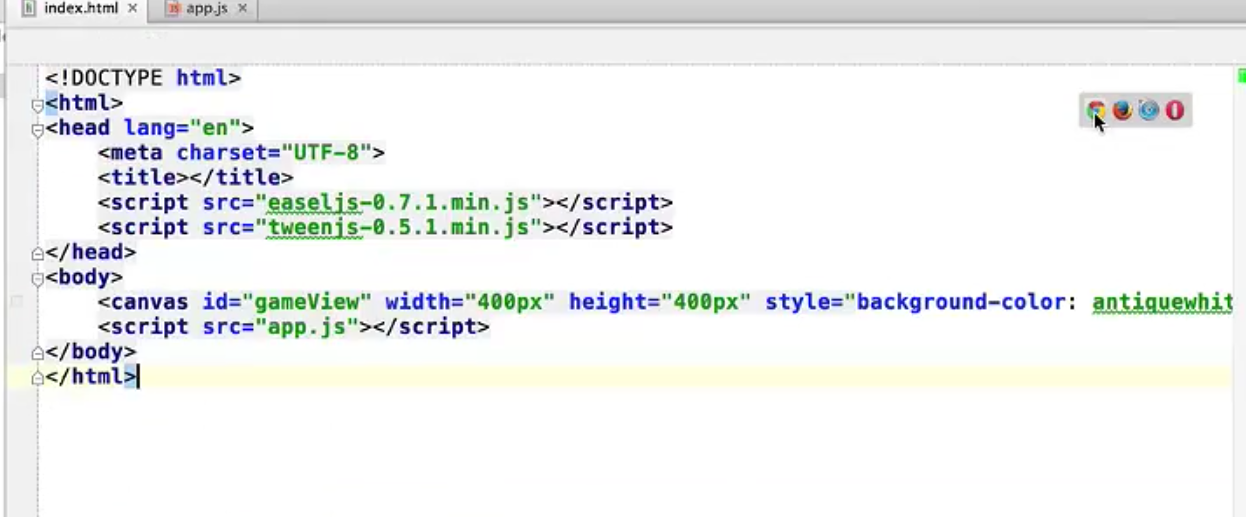 index.html
app.js
<!DOCTYPE html>
<html>
<head lang="en">
<meta charset="UTF-8">
<title></title>
<script src="easeljs-0.7.1.min.js"></script>
<script src="tweenjs-0.5.1.min.js"></script>
</head>
<body>
<canvas id="gameView" width="400px" height="400px" style="background-color: antiquewhit
<script src="app.js"></script>
</body>
</html>